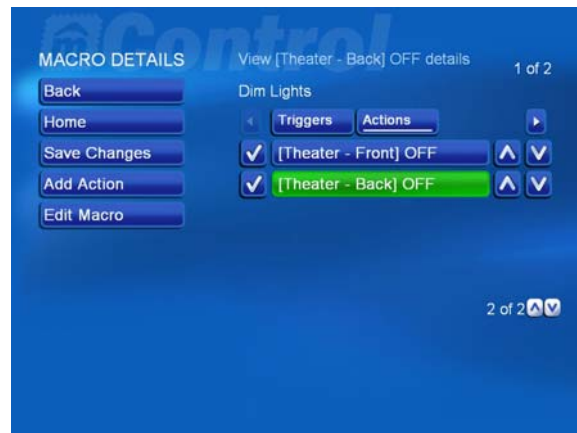 mControl
MACRO DETAILS
View [Theater - Back] OFF details
1 of 2
Back
Home
Save Changes
Add Action
Edit Macro
Dim Lights
Triggers
Actions
[Theater - Front] OFF
[Theater - Back] OFF
2 of 2